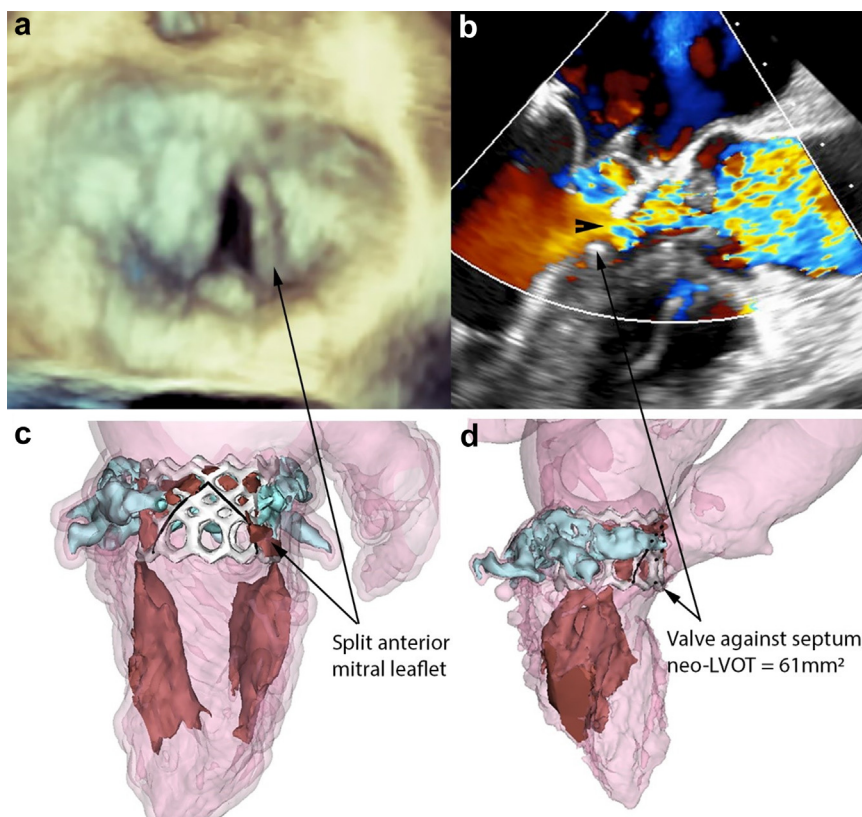 a
b
c
d
Split anterior
mitral leaflet
Valve against septum
neo-LVOT = 61mm²